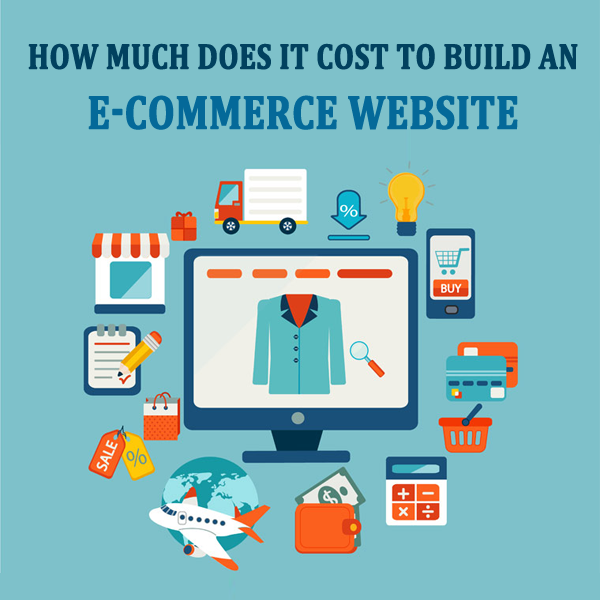 HOW MUCH DOES IT COST TO BUILD AN
E-COMMERCE WEBSITE
%
BUY
SALE
%
$